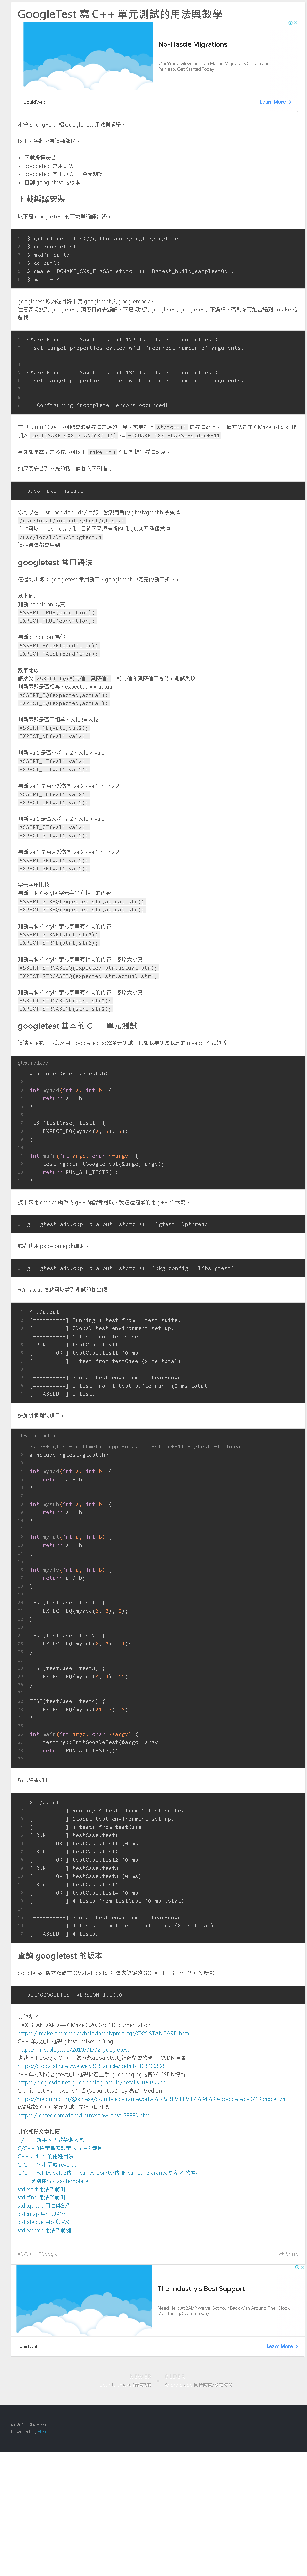 GoogleTest 寫 C++ 單元測試的用法與教學
No-Hassle Migrations
Our White Glove Service Makes Migrations Simple and Painless. Get Started Today
LiquidWeb
Learn More
本篇 ShengYu 介紹 GoogleTest 用法與教學。
以下內容將分為這幾部份，
下載編譯安裝
googletest 常用語法
googletest 基本的 C++ 單元測試
查詢 googletest 的版本
下載編譯安裝
以下是 GoogleTest 的下載與編譯步驟，
1 $ git clone https://github.com/google/googletest
2 $ cd googletest
3 $ mkdir build
4 $ cd build
5 $ cmake -DCMAKE_CXX_FLAGS=-std=c++11 -Dgtest_build_samples=ON ..
6 $ make -j4
googletest 原始碼目錄下有 googletest 與 googlemock，
注意要切換到 googletest/ 頂層目錄去編譯，不是切換到 googletest/googletest/ 下編譯，否則你可能會遇到 cmake 的錯誤，
1 CMake Error at CMakeLists.txt:129 (set_target_properties):
2 set_target_properties called with incorrect number of arguments.
3
4
5 CMake Error at CMakeLists.txt:131 (set_target_properties):
6 set_target_properties called with incorrect number of arguments.
7
8
9 -- Configuring incomplete, errors occurred!
在 Ubuntu 16.04 下可能會遇到編譯錯誤的訊息，需要加上 std=c++11 的編譯選項，一種方法是在 CMakeLists.txt 裡加入 set(CMAKE_CXX_STANDARD 11) 或 -DCMAKE_CXX_FLAGS=-std=c++11
另外如果電腦是多核心可以下 make -j4 有助於提升編譯速度，
如果要安裝到系統的話，請輸入下列指令，
1 sudo make install
你可以在 /usr/local/include/ 目錄下發現有新的 gtest/gtest.h 標頭檔
/usr/local/include/gtest/gtest.h
你也可以在 /usr/local/lib/ 目錄下發現有新的 libgtest 靜態函式庫
/usr/local/lib/libgtest.a
這些待會都會用到。
googletest 常用語法
這邊列出幾個 googletest 常用斷言，googletest 中定義的斷言如下，
基本斷言
判斷 condition 為真
ASSERT_TRUE(condition);
EXPECT_TRUE(condition);
判斷 condition 為假
ASSERT_FALSE(condition);
EXPECT_FALSE(condition);
數字比較
語法為 ASSERT_EQ(期待值, 實際值)，期待值和實際值不等時，測試失敗
判斷兩數是否相等，expected == actual
ASSERT_EQ(expected,actual);
EXPECT_EQ(expected,actual);
判斷兩數是否不相等，val1 != val2
ASSERT_NE(val1,val2);
EXPECT_NE(val1,val2);
判斷 val1 是否小於 val2，val1 < val2
ASSERT_LT(val1,val2);
EXPECT_LT(val1,val2);
判斷 val1 是否小於等於 val2，val1 <= val2
ASSERT_LE(val1,val2);
EXPECT_LE(val1,val2);
判斷 val1 是否大於 val2，val1 > val2
ASSERT_GT(val1,val2);
EXPECT_GT(val1,val2);
判斷 val1 是否大於等於 val2，val1 >= val2
ASSERT_GE(val1,val2);
EXPECT_GE(val1,val2);
字元字串比較
判斷兩個 C-style 字元字串有相同的內容
ASSERT_STREQ(expected_str,actual_str);
EXPECT_STREQ(expected_str,actual_str);
判斷兩個 C-style 字元字串有不同的內容
ASSERT_STRNE(str1,str2);
EXPECT_STRNE(str1,str2);
判斷兩個 C-style 字元字串有相同的內容，忽略大小寫
ASSERT_STRCASEEQ(expected_str,actual_str);
EXPECT_STRCASEEQ(expected_str,actual_str);
判斷兩個 C-style 字元字串有不同的內容，忽略大小寫
ASSERT_STRCASENE(str1,str2);
EXPECT_STRCASENE(str1,str2);
googletest 基本的 C++ 單元測試
這邊就示範一下怎麼用 GoogleTest 來寫單元測試，假如我要測試我寫的 myadd 函式的話，
gtest-add.cpp
1 #include <gtest/gtest.h>
2
3 int myadd(int a, int b) {
4 return a + b;
5 }
6
7 TEST(testCase, test1) {
8 EXPECT_EQ(myadd(2, 3), 5);
9 }
10
11 int main(int argc, char **argv) {
12 testing::InitGoogleTest(&argc, argv);
13 return RUN_ALL_TESTS();
14 }
接下來用 cmake 編譯或 g++ 編譯都可以，我這邊簡單的用 g++ 作示範，
1 g++ gtest-add.cpp -o a.out -std=c++11 -lgtest -lpthread
或者使用 pkg-config 來輔助，
1 g++ gtest-add.cpp -o a.out -std=c++11 `pkg-config --libs gtest`
執行 a.out 後就可以看到測試的輸出囉，
1 $ ./a.out
2 [==========] Running 1 test from 1 test suite.
3 [----------] Global test environment set-up.
4 [----------] 1 test from testCase
5 [ RUN      ] testCase.test1
6 [       OK ] testCase.test1 (0 ms)
7 [----------] 1 test from testCase (0 ms total)
8
9 [----------] Global test environment tear-down
10 [==========] 1 test from 1 test suite ran. (0 ms total)
11 [  PASSED  ] 1 test.
多加幾個測試項目，
gtest-arithmetic.cpp
1 // g++ gtest-arithmetic.cpp -o a.out -std=c++11 -lgtest -lpthread
2 #include <gtest/gtest.h>
3
4 int myadd(int a, int b) {
5 return a + b;
6 }
7
8 int mysub(int a, int b) {
9 return a - b;
10 }
11
12 int mymul(int a, int b) {
13 return a * b;
14 }
15
16 int mydiv(int a, int b) {
17 return a / b;
18 }
19
20 TEST(testCase, test1) {
21 EXPECT_EQ(myadd(2, 3), 5);
22 }
23
24 TEST(testCase, test2) {
25 EXPECT_EQ(mysub(2, 3), -1);
26 }
27
28 TEST(testCase, test3) {
29 EXPECT_EQ(mymul(3, 4), 12);
30 }
31
32 TEST(testCase, test4) {
33 EXPECT_EQ(mydiv(21, 7), 3);
34 }
35
36 int main(int argc, char **argv) {
37 testing::InitGoogleTest(&argc, argv);
38 return RUN_ALL_TESTS();
39 }
輸出結果如下，
1 $ ./a.out
2 [==========] Running 4 tests from 1 test suite.
3 [----------] Global test environment set-up.
4 [----------] 4 tests from testCase
5 [ RUN      ] testCase.test1
6 [       OK ] testCase.test1 (0 ms)
7 [ RUN      ] testCase.test2
8 [       OK ] testCase.test2 (0 ms)
9 [ RUN      ] testCase.test3
10 [       OK ] testCase.test3 (0 ms)
11 [ RUN      ] testCase.test4
12 [       OK ] testCase.test4 (0 ms)
13 [----------] 4 tests from testCase (0 ms total)
14
15 [----------] Global test environment tear-down
16 [==========] 4 tests from 1 test suite ran. (0 ms total)
17 [  PASSED  ] 4 tests.
查詢 googletest 的版本
googletest 版本號碼在 CMakeLists.txt 裡會去設定的 GOOGLETEST_VERSION 變數，
1 set(GOOGLETEST_VERSION 1.10.0)
其他參考
CXX_STANDARD — CMake 3.20.0-rc2 Documentation
https://cmake.org/cmake/help/latest/prop_tgt/CXX_STANDARD.html
C++ 單元測試框架-gtest | Mike's Blog
https://mikeblog.top/2019/01/02/googletest/
快速上手Google C++ 測試框架googletest_記錄學習的過程-CSDN博客
https://blog.csdn.net/weiwei9363/article/details/103469525
c++單元測試之gtest測試框架快速上手_guotianqing的博客-CSDN博客
https://blog.csdn.net/guotianqing/article/details/104055221
C Unit Test Framework 介紹 (Googletest) | by 高台 | Medium
輕鬆編寫 C++ 單元測試 | 開源互助社區
https://coctec.com/docs/linux/show-post-68880.html
其它相關文章推薦
C/C++ 新手入門教學懶人包
C/C++ 7種字串轉數字的方法與範例
C++ virtual 的兩種用法
C/C++ 字串反轉 reverse
C/C++ call by value傳值, call by pointer傳址, call by reference傳參考 的差別
C++ 類別樣板 class template
std::sort 用法與範例
std::find 用法與範例
std::queue 用法與範例
std::map 用法與範例
std::deque 用法與範例
std::vector 用法與範例
#C/C++ #Google
Share
The Industry's Best Support
Need Help At 2AM? We've Got Your Back With Around-The-Clock Monitoring. Switch Today.
LiquidWeb
Learn More
Ubuntu cmake 編譯安裝
Android adb 同步時間/設定時間
© 2021 ShengYu
Powered by Hexo